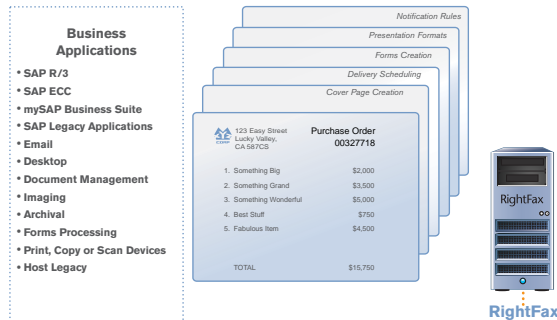 Business
Applications
• SAP R/3
• SAP ECC
• mySAP Business Suite
• SAP Legacy Applications
• Email
• Desktop
• Document Management
• Imaging
• Archival
• Forms Processing
• Print, Copy or Scan Devices
• Host Legacy
Notification Rules
Presentation Formats
Forms Creation
Delivery Scheduling
Cover Page Creation
123 Easy Street
Lucky Valley,
CA 587CS
Purchase Order
00327718
1. Something Big $2,000
2. Something Grand $3,500
3. Something Wonderful $5,000
4. Best Stuff $750
5. Fabulous Item $4,500
TOTAL $15,750
RightFax
RightFax